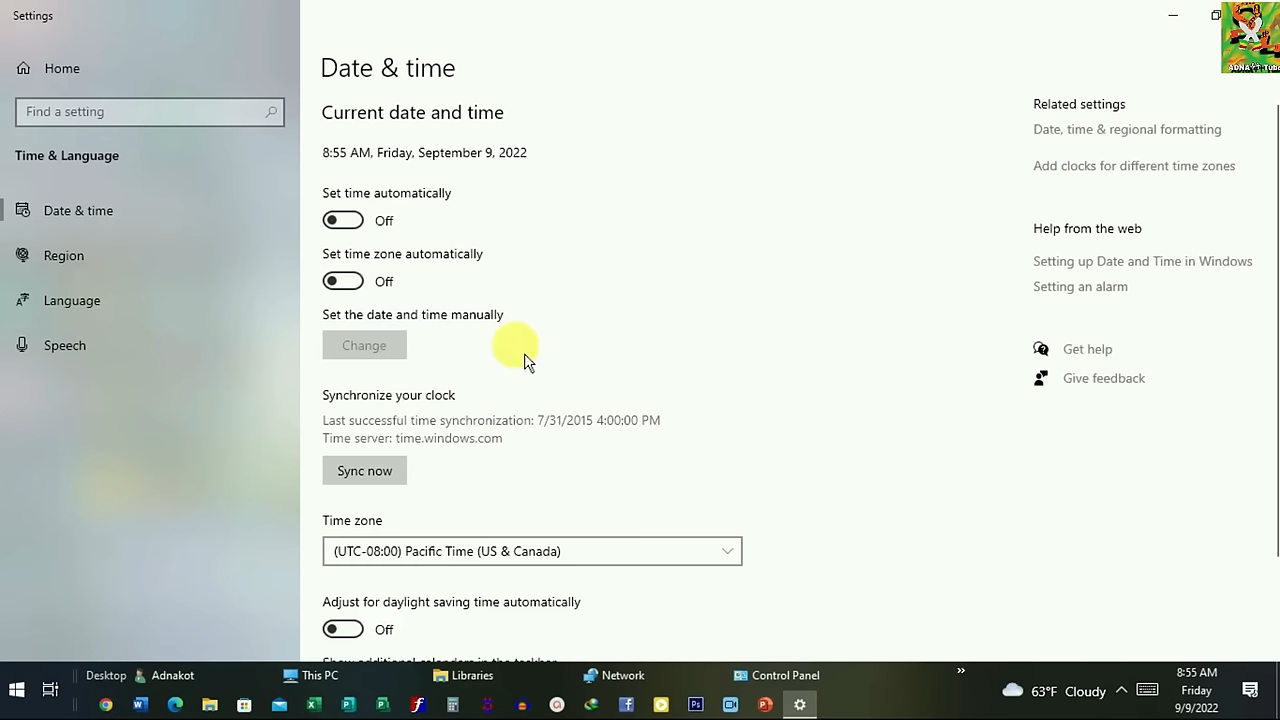 Settings
Home
Find a setting
Time & Language
Date & time
Region
Language
Speech
Date & time
Current date and time
8:55 AM, Friday, September 9, 2022
Set time automatically
Off
Set time zone automatically
Off
Set the date and time manually
Change
Synchronize your clock
Last successful time synchronization: 7/31/2015 4:00:00 PM
Time server: time.windows.com
Sync now
Time zone
(UTC-08:00) Pacific Time (US & Canada)
Adjust for daylight saving time automatically
Off
Show additional calendars in the taskbar
Related settings
Date, time & regional formatting
Add clocks for different time zones
Help from the web
Setting up Date and Time in Windows
Setting an alarm
Get help
Give feedback
Desktop
Adnakot
This PC
Libraries
Network
Control Panel
63°F Cloudy
8:55 AM
Friday
9/9/2022